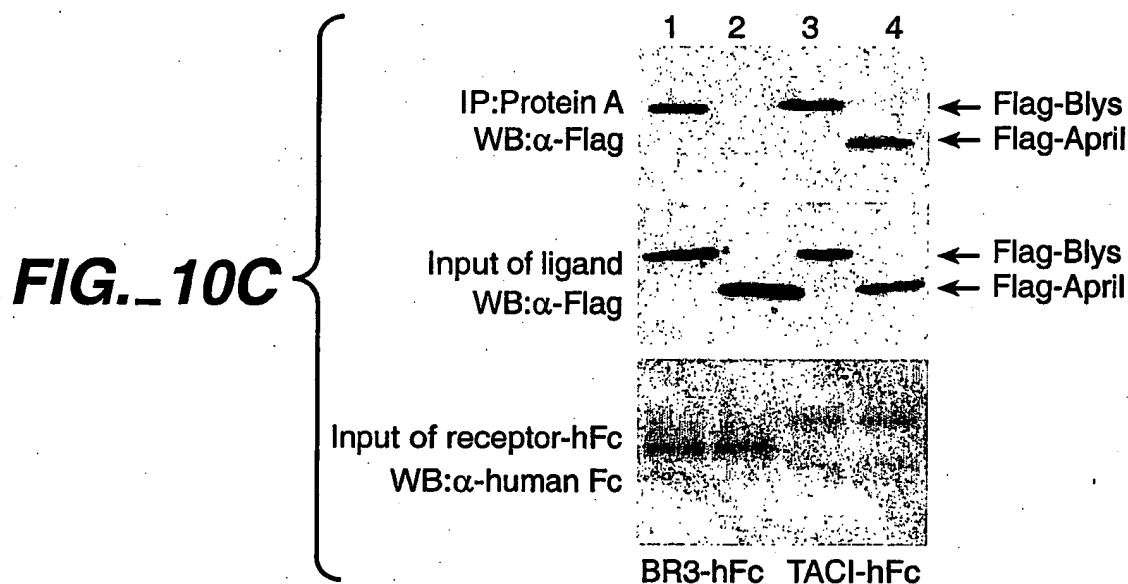 1 2 3 4
IP:Protein A
WB:α-Flag
← Flag-Blys
← Flag-April
FIG._10C
Input of ligand
WB:α-Flag
← Flag-Blys
← Flag-April
Input of receptor-hFc
WB:α-human Fc
BR3-hFc TACI-hFc